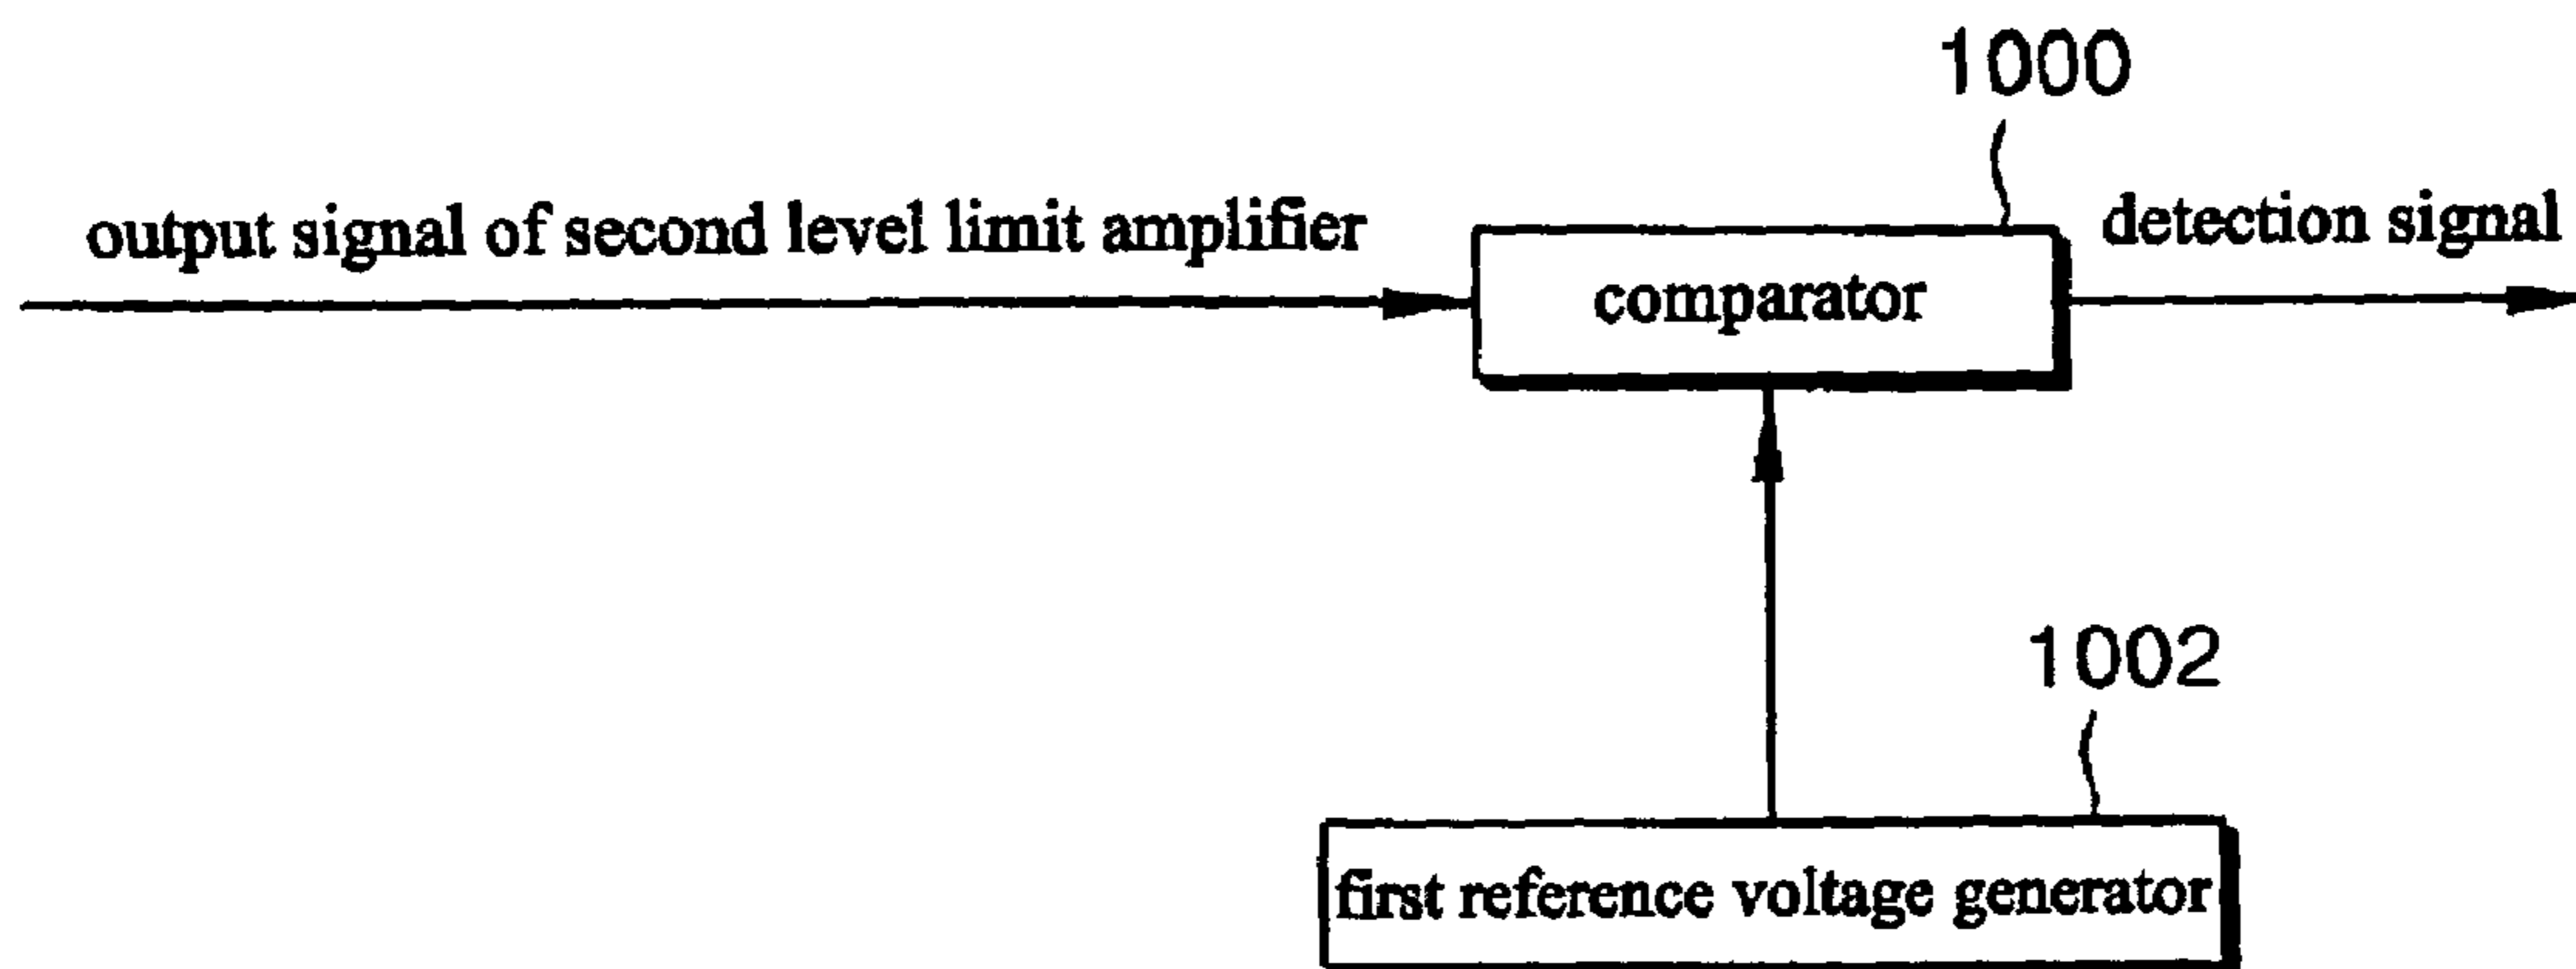 1000
output signal of second level limit amplifier
detection signal
comparator
1002
first reference voltage generator